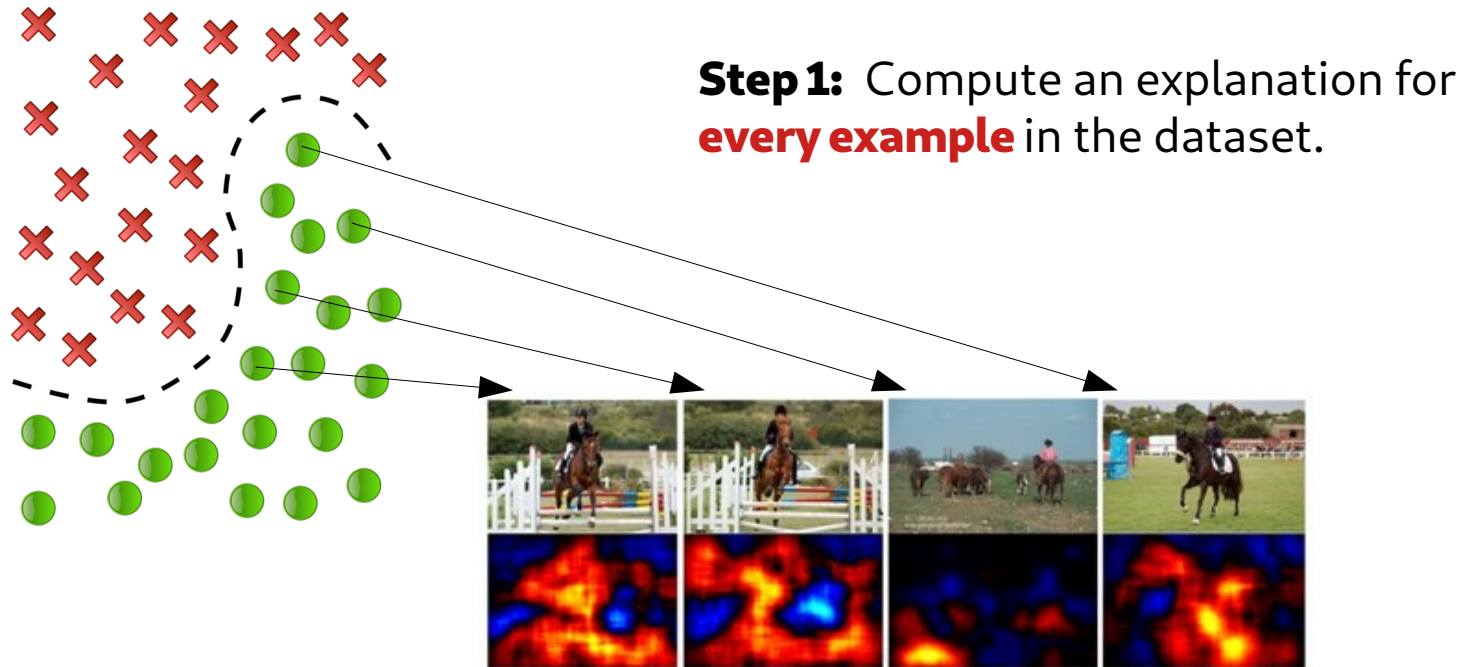 Step 1: Compute an explanation for
every example in the dataset.